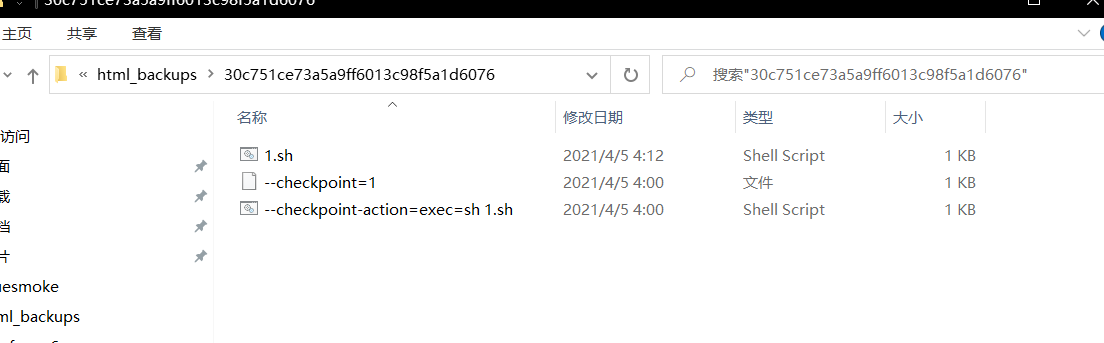 30c751ce73a5a9ff6013c98f5a1d6076
主页 共享 查看
« html_backups > 30c751ce73a5a9ff6013c98f5a1d6076 搜索"30c751ce73a5a9ff6013c98f5a1d6076"
名称 修改日期 类型 大小
访问
面
载
档
片
uesmoke
ml_backups
1.sh 2021/4/5 4:12 Shell Script 1 KB
--checkpoint=1 2021/4/5 4:00 文件 1 KB
--checkpoint-action=exec=sh 1.sh 2021/4/5 4:00 Shell Script 1 KB